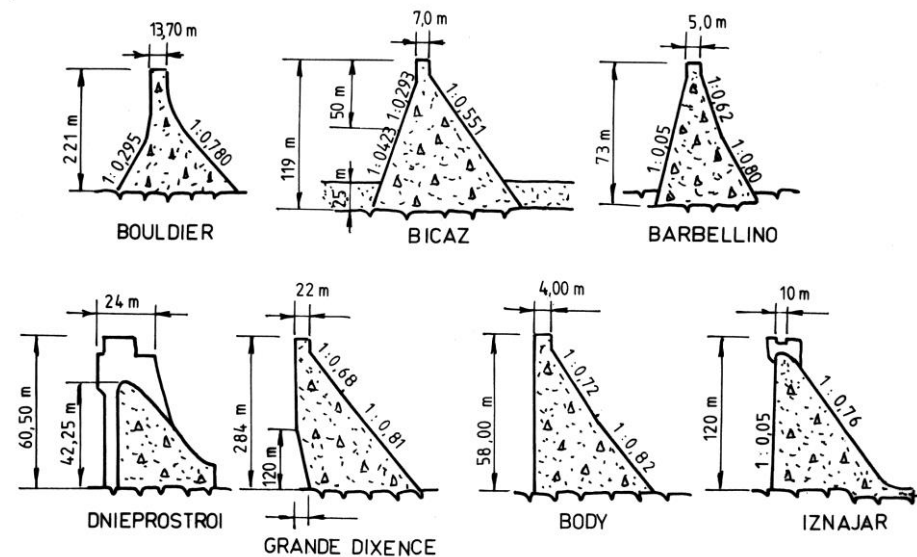 13,70 m
221 m
1:0,295
1:0,780
BOULDIER
7,0 m
119 m
50 m
25 m
1:0,293
1:0423
1:0,551
BICAZ
5,0 m
73 m
1:0,05
1:0,62
1:0,80
BARBELLINO
24 m
60,50 m
42,25 m
DNIEPROSTROI
22 m
284 m
120 m
1:0,68
1:0,81
GRANDE DIXENCE
4,00 m
58,00 m
1:0,72
1:0,82
BODY
10 m
120 m
1:0,05
1:0,76
IZNAJAR